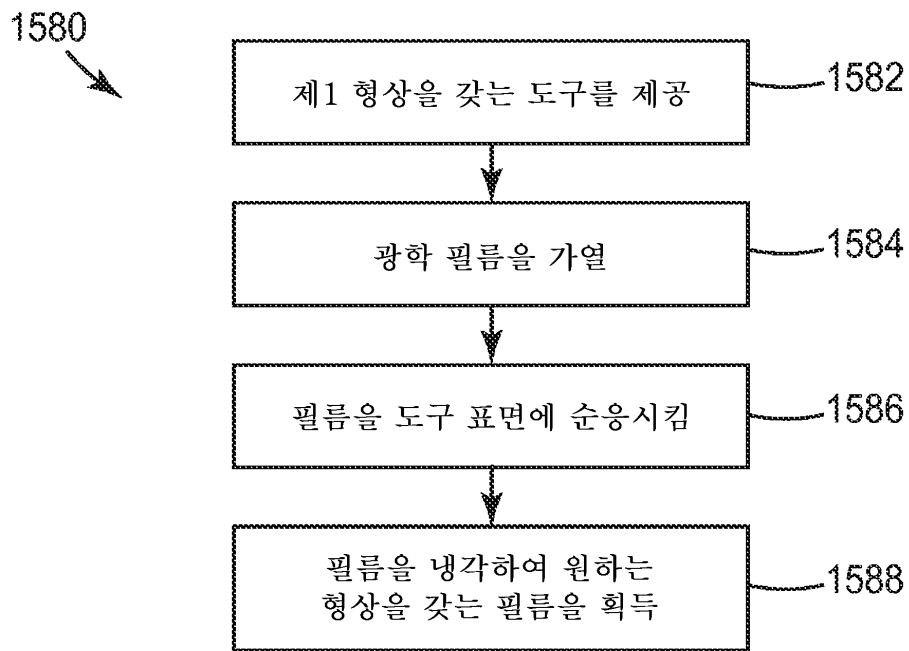 1580
제1 형상을 갖는 도구를 제공
1582
광학 필름을 가열
1584
필름을 도구 표면에 순응시킴
1586
필름을 냉각하여 원하는
형상을 갖는 필름을 획득
1588